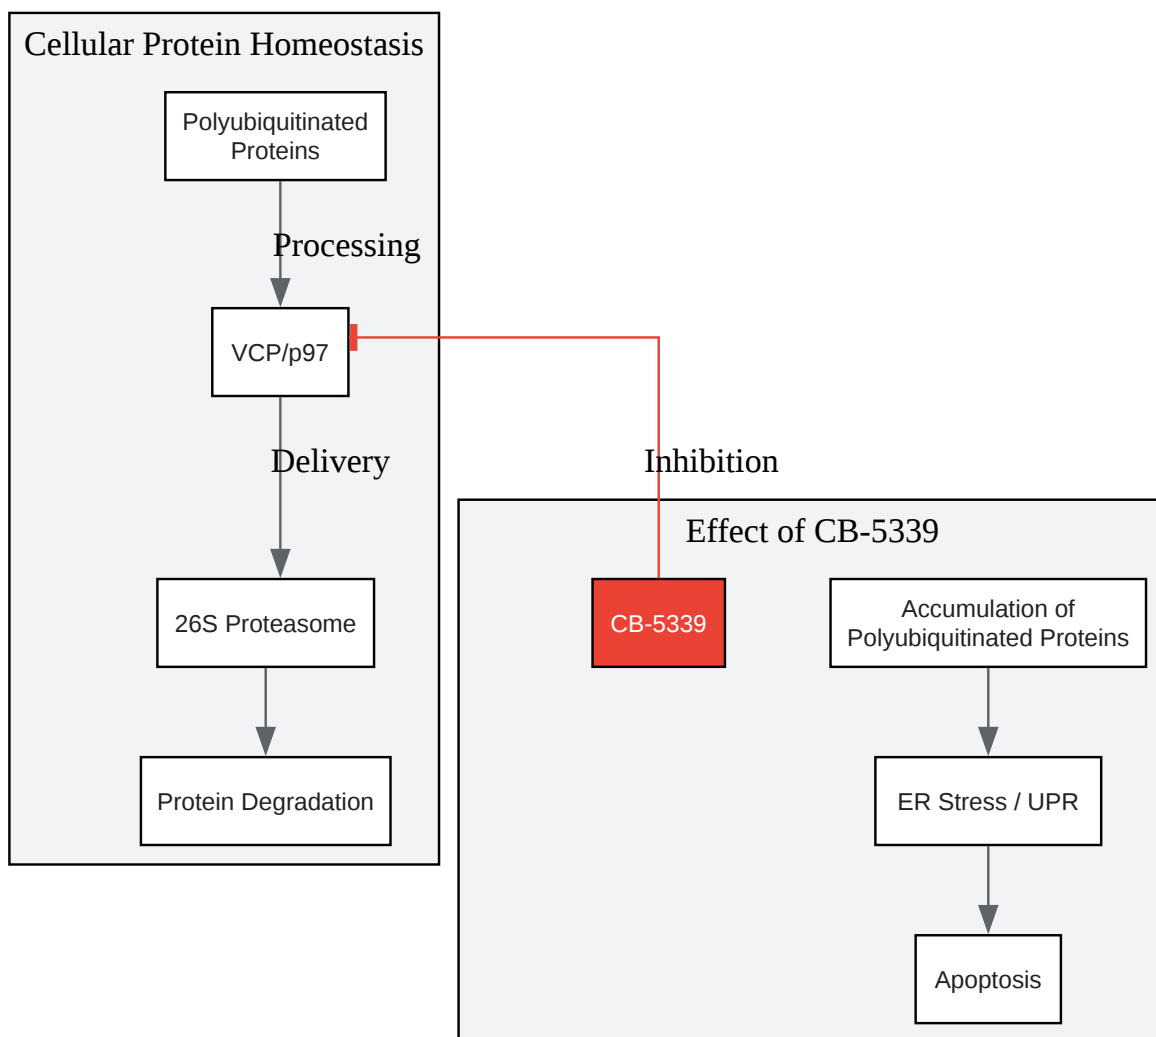 Cellular Protein Homeostasis
Polyubiquitinated
Proteins
Processing
VCP/p97
Delivery
26S Proteasome
Protein Degradation
Inhibition
Effect of CB-5339
CB-5339
Accumulation of
Polyubiquitinated Proteins
ER Stress / UPR
Apoptosis